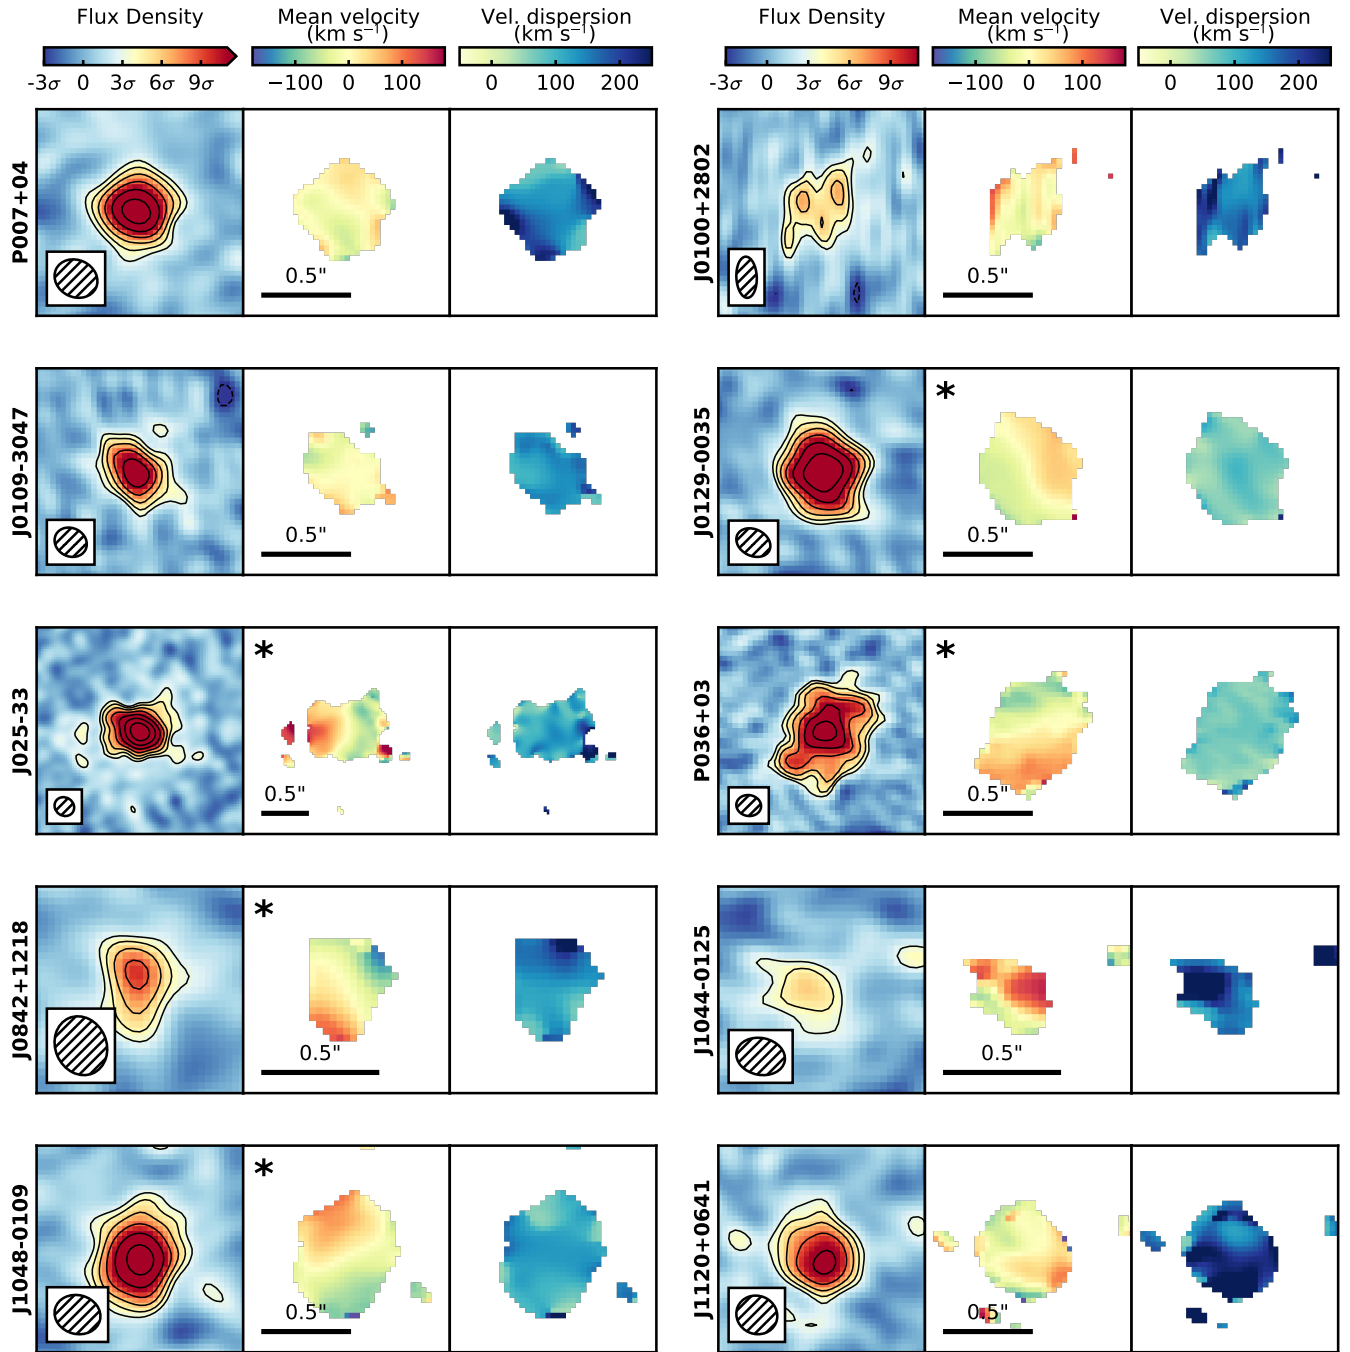 Flux Density Mean velocity (km s⁻¹) Vel. dispersion (km s⁻¹) Flux Density Mean velocity (km s⁻¹) Vel. dispersion (km s⁻¹)
-3σ 0 3σ 6σ 9σ −100 0 100 0 100 200 -3σ 0 3σ 6σ 9σ −100 0 100 0 100 200
P007+04 0.5" J0100+2802 0.5"
J0109-3047 0.5" J0129-0035 * 0.5"
J025-33 * 0.5" P036+03 * 0.5"
J0842+1218 * 0.5" J1044-0125 0.5"
J1048-0109 * 0.5" J1120+0641 0.5"